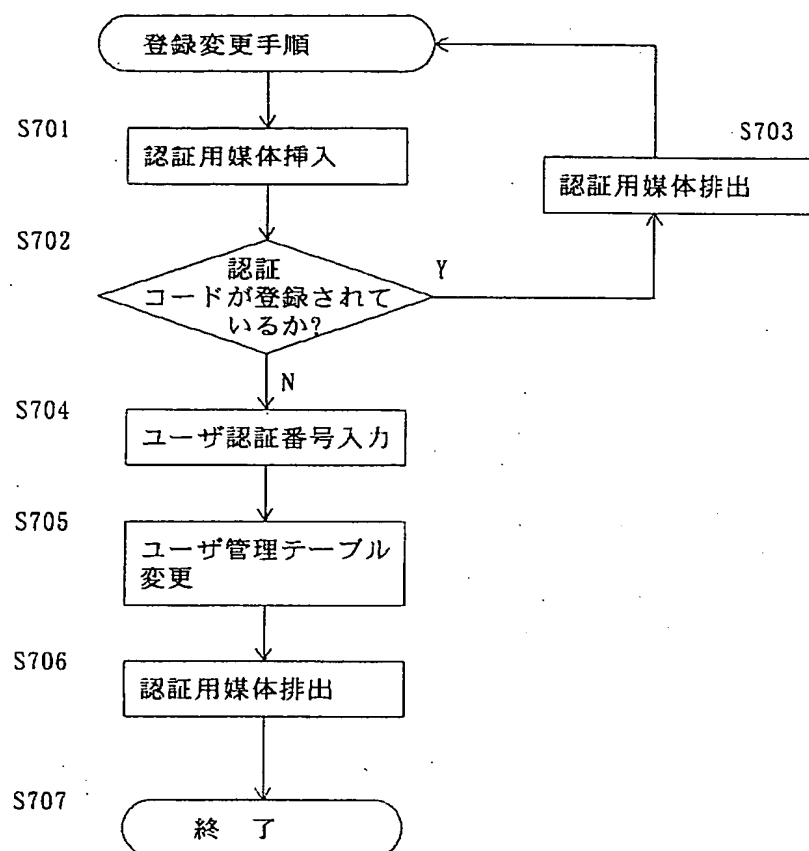 登録変更手順
S701
認証用媒体挿入
S703
認証用媒体排出
S702
認証
コードが登録されて
いるか?
Y
N
S704
ユーザ認証番号入力
S705
ユーザ管理テーブル
変更
S706
認証用媒体排出
S707
終 了